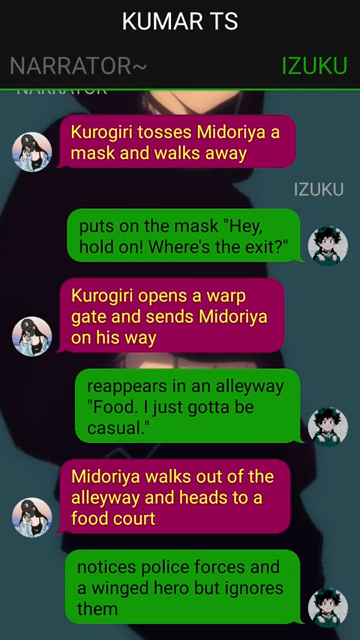 KUMAR TS
NARRATOR~
IZUKU
NARRATOR
Kurogiri tosses Midoriya a
mask and walks away
IZUKU
puts on the mask "Hey,
hold on! Where's the exit?"
Kurogiri opens a warp
gate and sends Midoriya
on his way
reappears in an alleyway
"Food. I just gotta be
casual."
Midoriya walks out of the
alleyway and heads to a
food court
notices police forces and
a winged hero but ignores
them